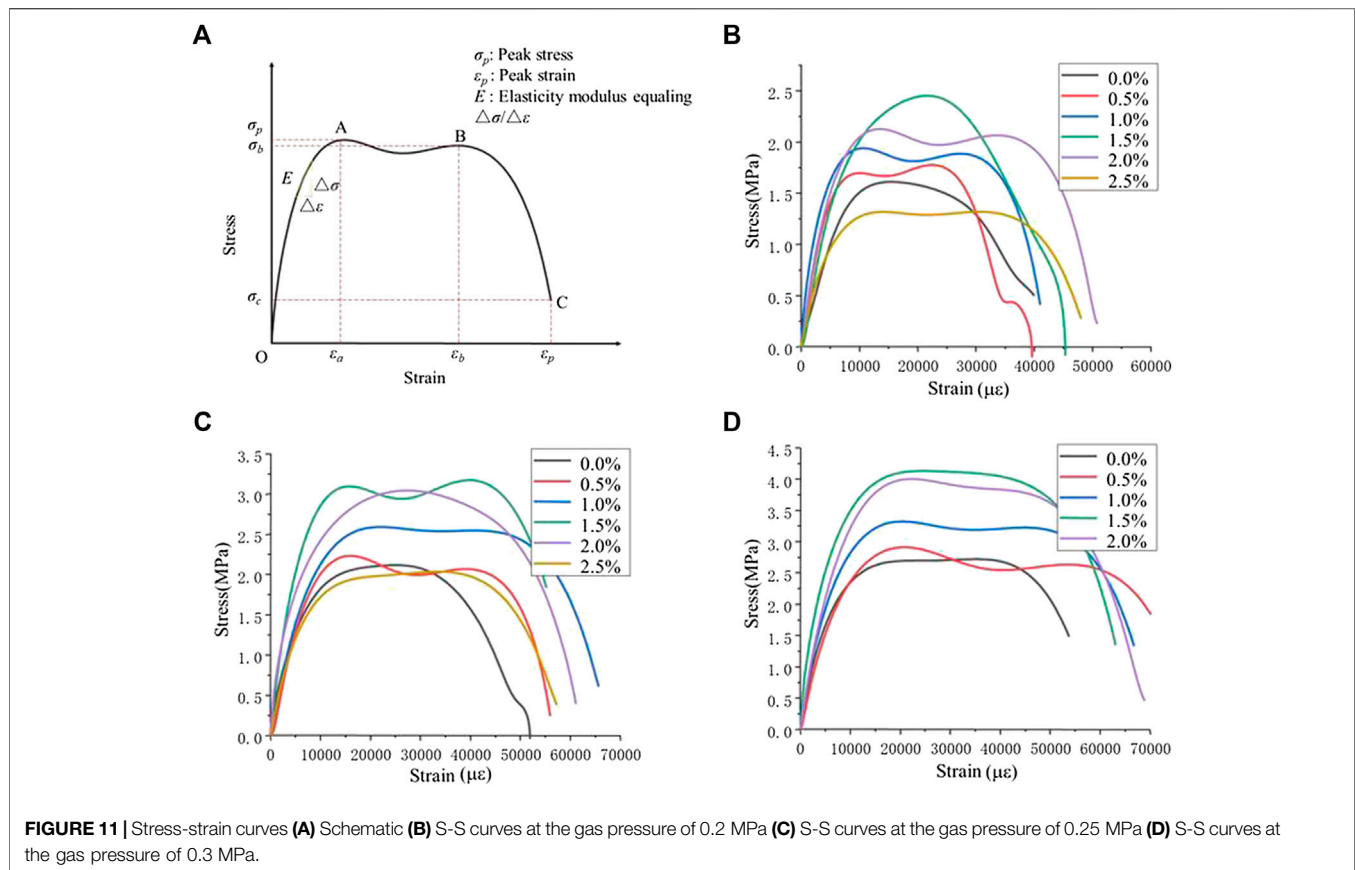 A
σp: Peak stress
εp: Peak strain
E: Elasticity modulus equaling
△σ/△ε
σp
σb
σc
A
B
C
E
△σ
△ε
Stress
O
εa
εb
εp
Strain
B
0.0%
0.5%
1.0%
1.5%
2.0%
2.5%
2.5
2.0
1.5
1.0
0.5
0.0
Stress(MPa)
0 10000 20000 30000 40000 50000 60000
Strain (με)
C
0.0%
0.5%
1.0%
1.5%
2.0%
2.5%
3.5
3.0
2.5
2.0
1.5
1.0
0.5
0.0
Stress(MPa)
0 10000 20000 30000 40000 50000 60000 70000
Strain (με)
D
0.0%
0.5%
1.0%
1.5%
2.0%
4.5
4.0
3.5
3.0
2.5
2.0
1.5
1.0
0.5
0.0
Sress(MPa)
0 10000 20000 30000 40000 50000 60000 70000
Strain (με)
FIGURE 11 | Stress-strain curves (A) Schematic (B) S-S curves at the gas pressure of 0.2 MPa (C) S-S curves at the gas pressure of 0.25 MPa (D) S-S curves at
the gas pressure of 0.3 MPa.